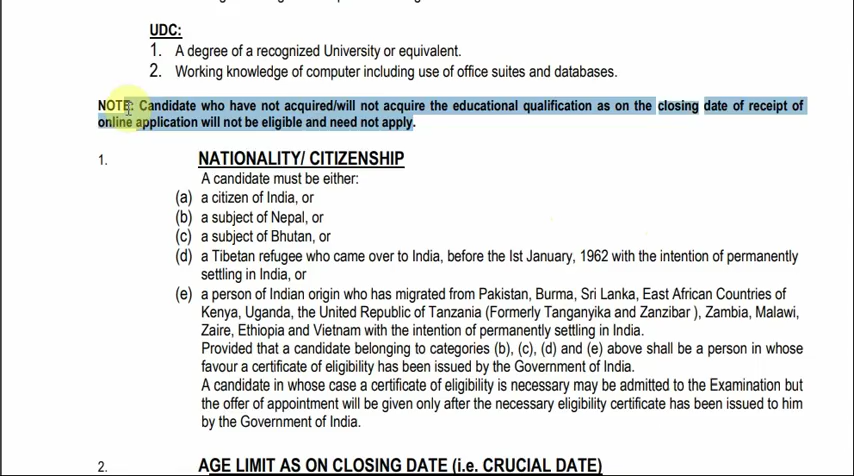 UDC:
1. A degree of a recognized University or equivalent.
2. Working knowledge of computer including use of office suites and databases.
NOTE: Candidate who have not acquired/will not acquire the educational qualification as on the closing date of receipt of
online application will not be eligible and need not apply.
1. NATIONALITY/ CITIZENSHIP
A candidate must be either:
(a) a citizen of India, or
(b) a subject of Nepal, or
(c) a subject of Bhutan, or
(d) a Tibetan refugee who came over to India, before the Ist January, 1962 with the intention of permanently
settling in India, or
(e) a person of Indian origin who has migrated from Pakistan, Burma, Sri Lanka, East African Countries of
Kenya, Uganda, the United Republic of Tanzania (Formerly Tanganyika and Zanzibar ), Zambia, Malawi,
Zaire, Ethiopia and Vietnam with the intention of permanently settling in India.
Provided that a candidate belonging to categories (b), (c), (d) and (e) above shall be a person in whose
favour a certificate of eligibility has been issued by the Government of India.
A candidate in whose case a certificate of eligibility is necessary may be admitted to the Examination but
the offer of appointment will be given only after the necessary eligibility certificate has been issued to him
by the Government of India.
2. AGE LIMIT AS ON CLOSING DATE (i.e. CRUCIAL DATE)